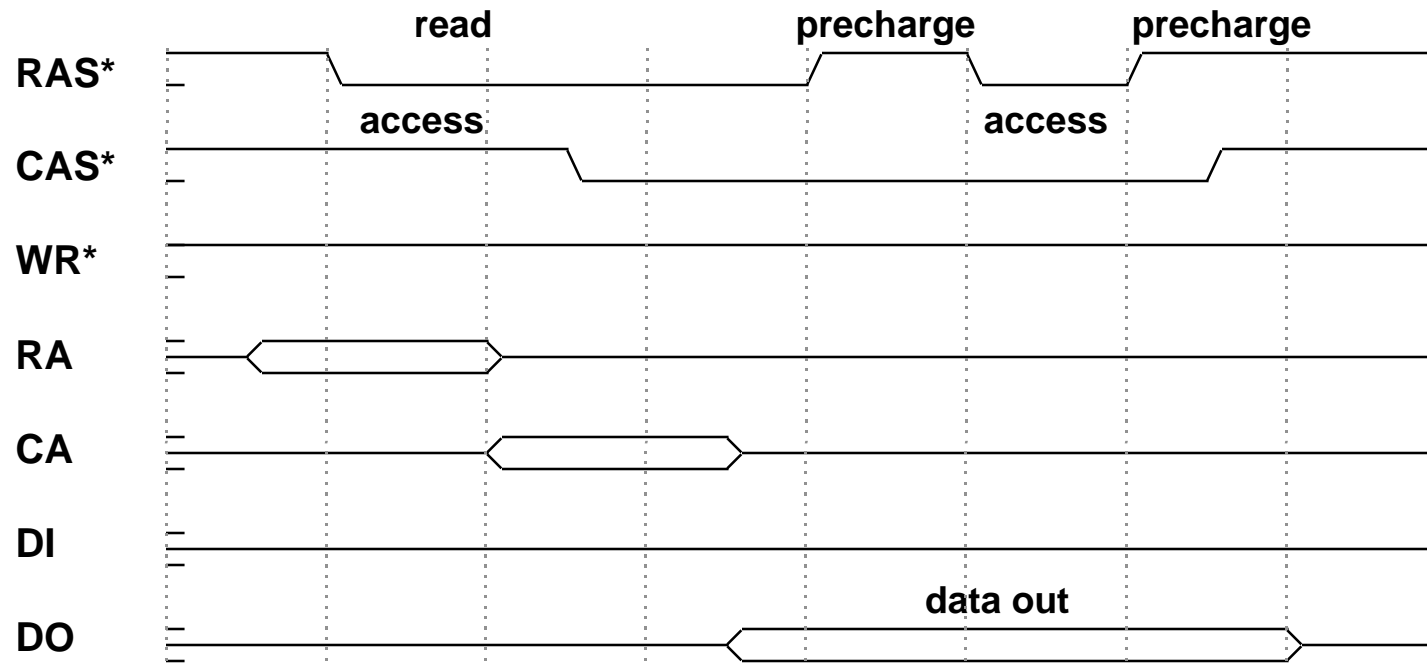 read precharge precharge
RAS*
access access
CAS*
WR*
RA
CA
DI
data out
DO